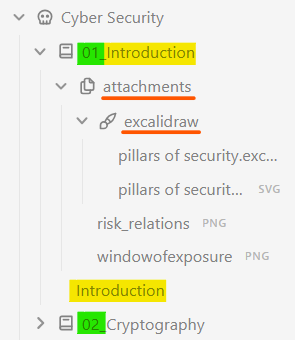 Cyber Security
01_Introduction
attachments
excalidraw
pillars of security.exc...
pillars of securit... SVG
risk_relations PNG
windowofexposure PNG
Introduction
02_Cryptography